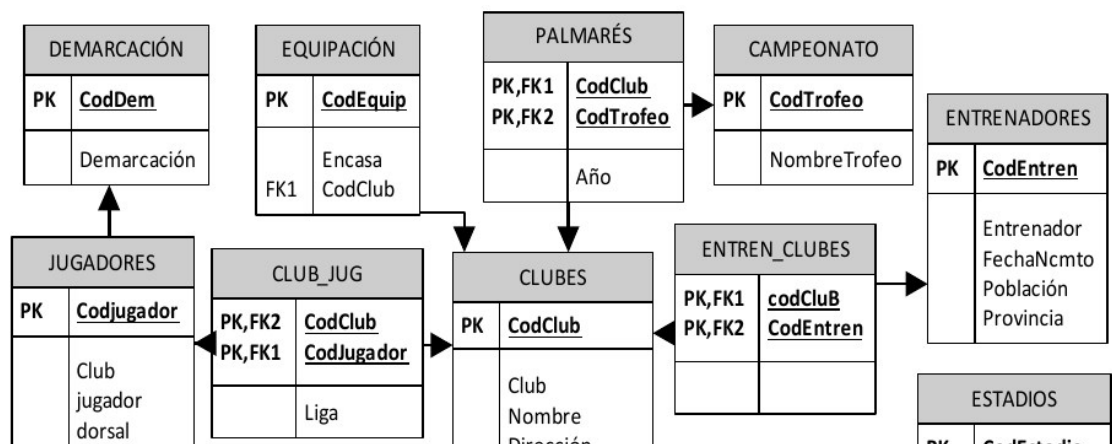 DEMARCACIÓN
PK CodDem
Demarcación
EQUIPACIÓN
PK CodEquip
Encasa
FK1 CodClub
PALMARÉS
PK,FK1 CodClub
PK,FK2 CodTrofeo
Año
CAMPEONATO
PK CodTrofeo
NombreTrofeo
ENTRENADORES
PK CodEntren
Entrenador
FechaNcmto
Población
Provincia
JUGADORES
PK Codjugador
Club
jugador
dorsal
CLUB_JUG
PK,FK2 CodClub
PK,FK1 CodJugador
Liga
CLUBES
PK CodClub
Club
Nombre
Dirección
ENTREN_CLUBES
PK,FK1 codCluB
PK,FK2 CodEntren
ESTADIOS
PK CodEstadio